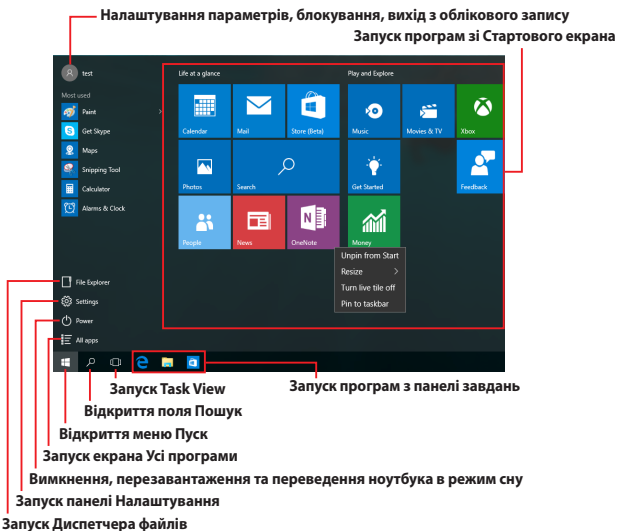 Налаштування параметрів, блокування, вихід з облікового запису
Запуск програм зі Стартового екрана
test
Life at a glance
Play and Explore
Most used
Paint
Get Skype
Maps
Snipping Tool
Calculator
Alarms & Clock
Calendar
Mail
Store (Beta)
Music
Movies & TV
Xbox
Photos
Search
Get Started
Feedback
People
News
OneNote
Money
Unpin from Start
Resize
Turn live tile off
Pin to taskbar
File Explorer
Settings
Power
All apps
Запуск Task View
Запуск програм з панелі завдань
Відкриття поля Пошук
Відкриття меню Пуск
Запуск екрана Усі програми
Вимкнення, перезавантаження та переведення ноутбука в режим сну
Запуск панелі Налаштування
Запуск Диспетчера файлів